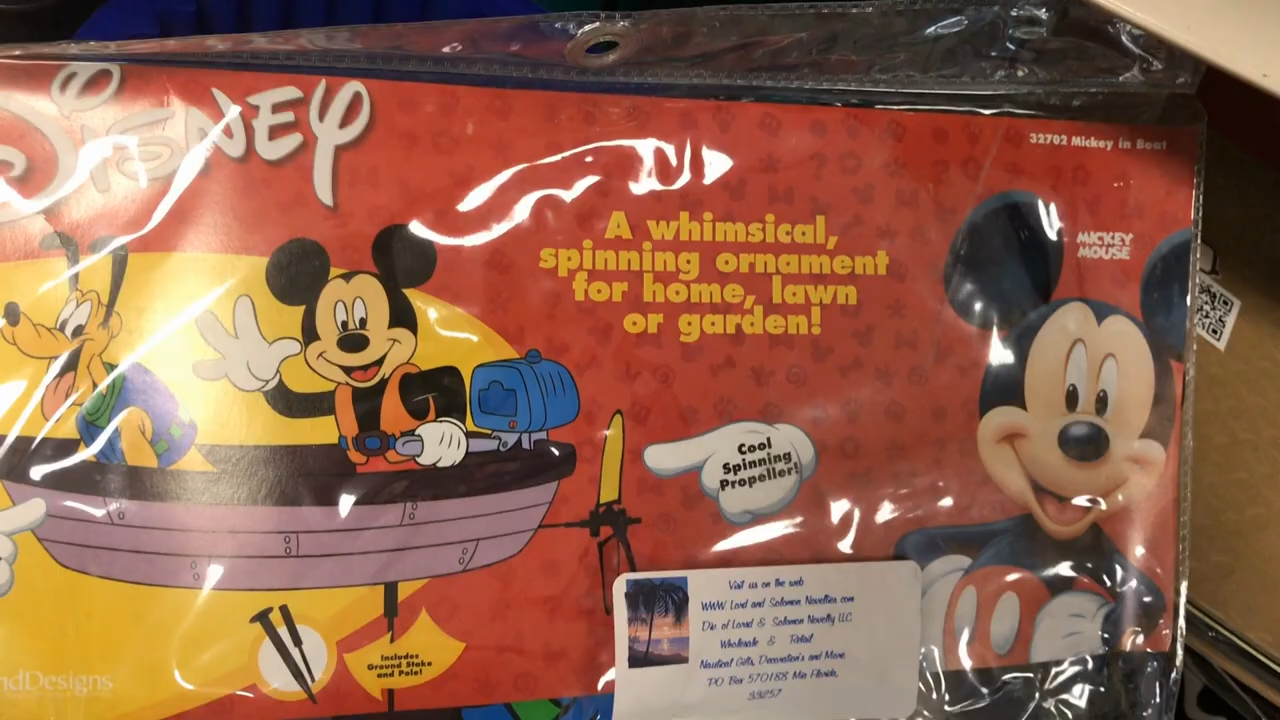 Disney
32702 Mickey in Boat
MICKEY
MOUSE
A whimsical,
spinning ornament
for home, lawn
or garden!
Cool
Spinning
Propeller!
Includes
Ground Stake
and Pole!
ndDesigns
Visit us on the web
WWW Lord and Solomon Novelties com
Div of Lorad & Solomon Novelty LLC
Wholesale & Retail
Nautical Gifts, Decoration's and More
PO Box 570188 Mia Florida,
33257